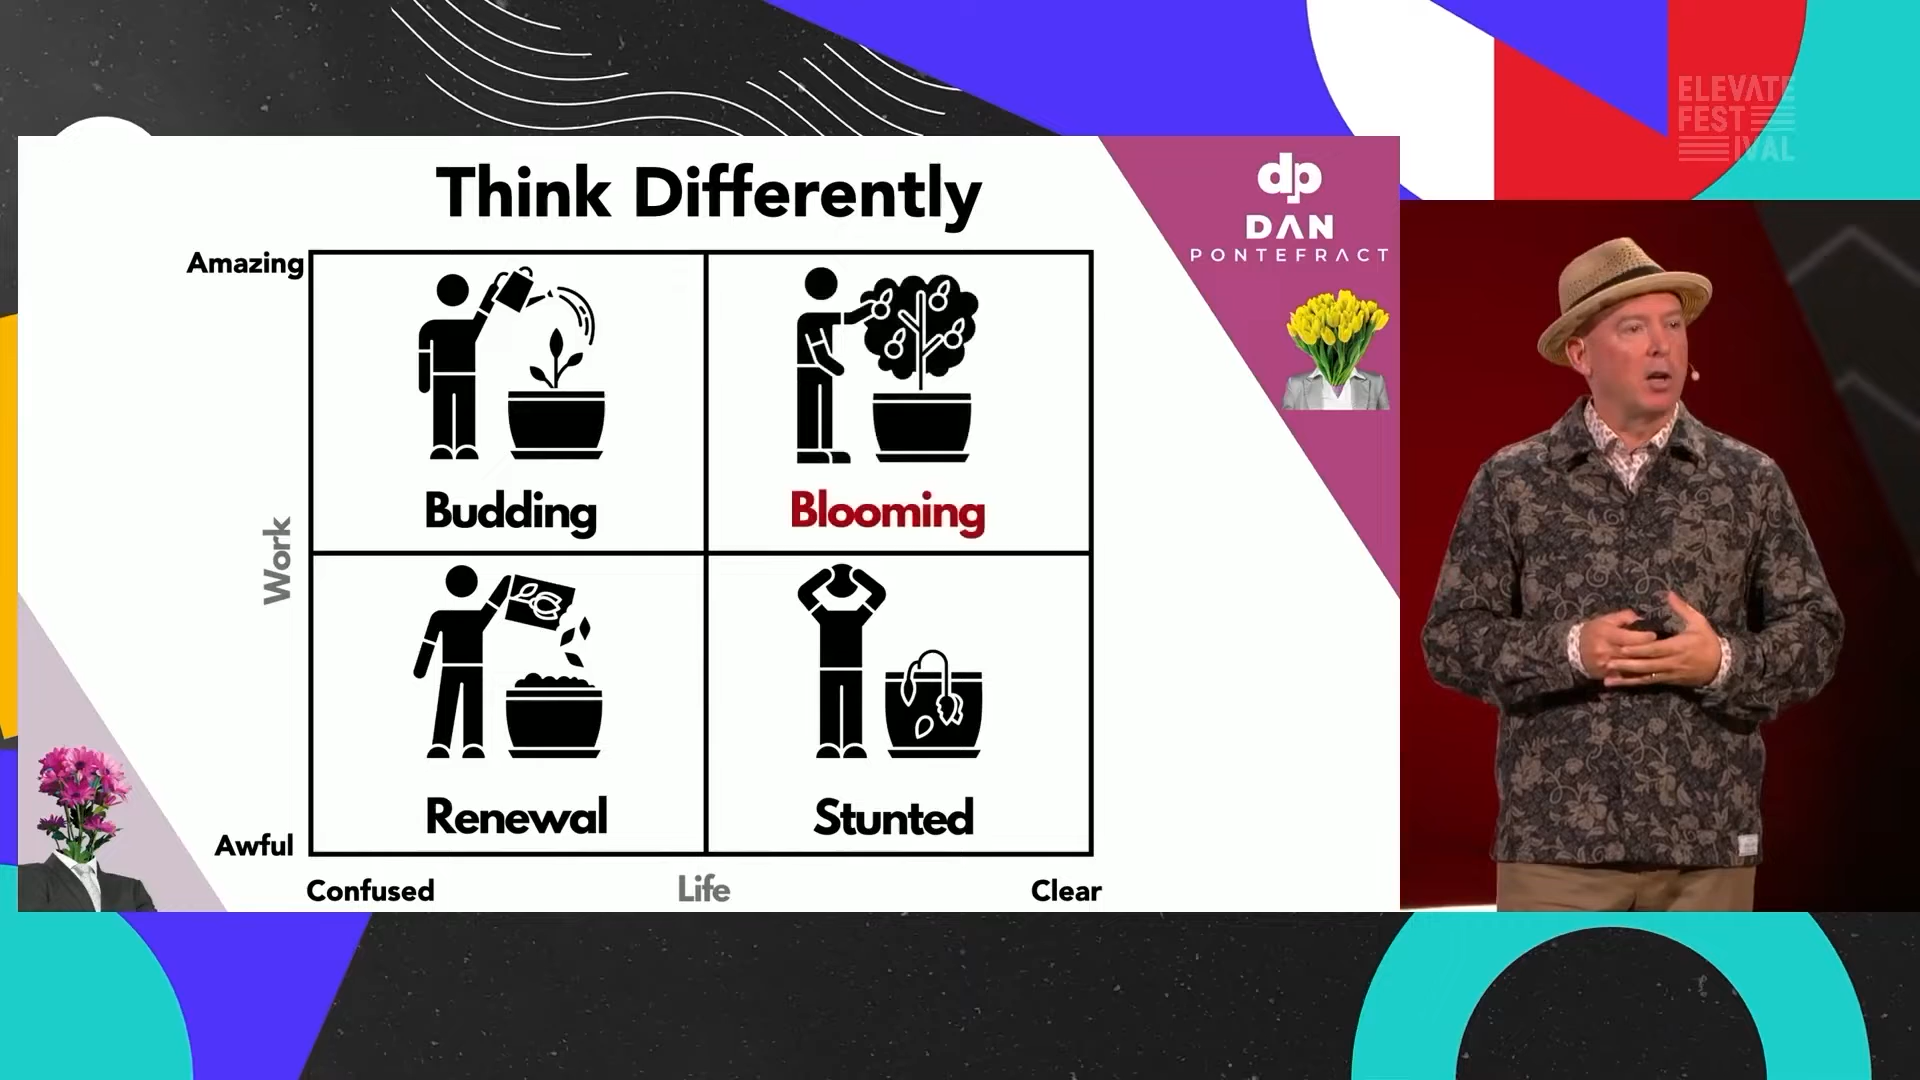 ELEVATE
FEST
IVAL
Think Differently
dp
DAN
PONTEFRACT
Amazing
Budding
Blooming
Work
Renewal
Stunted
Awful
Confused
Life
Clear